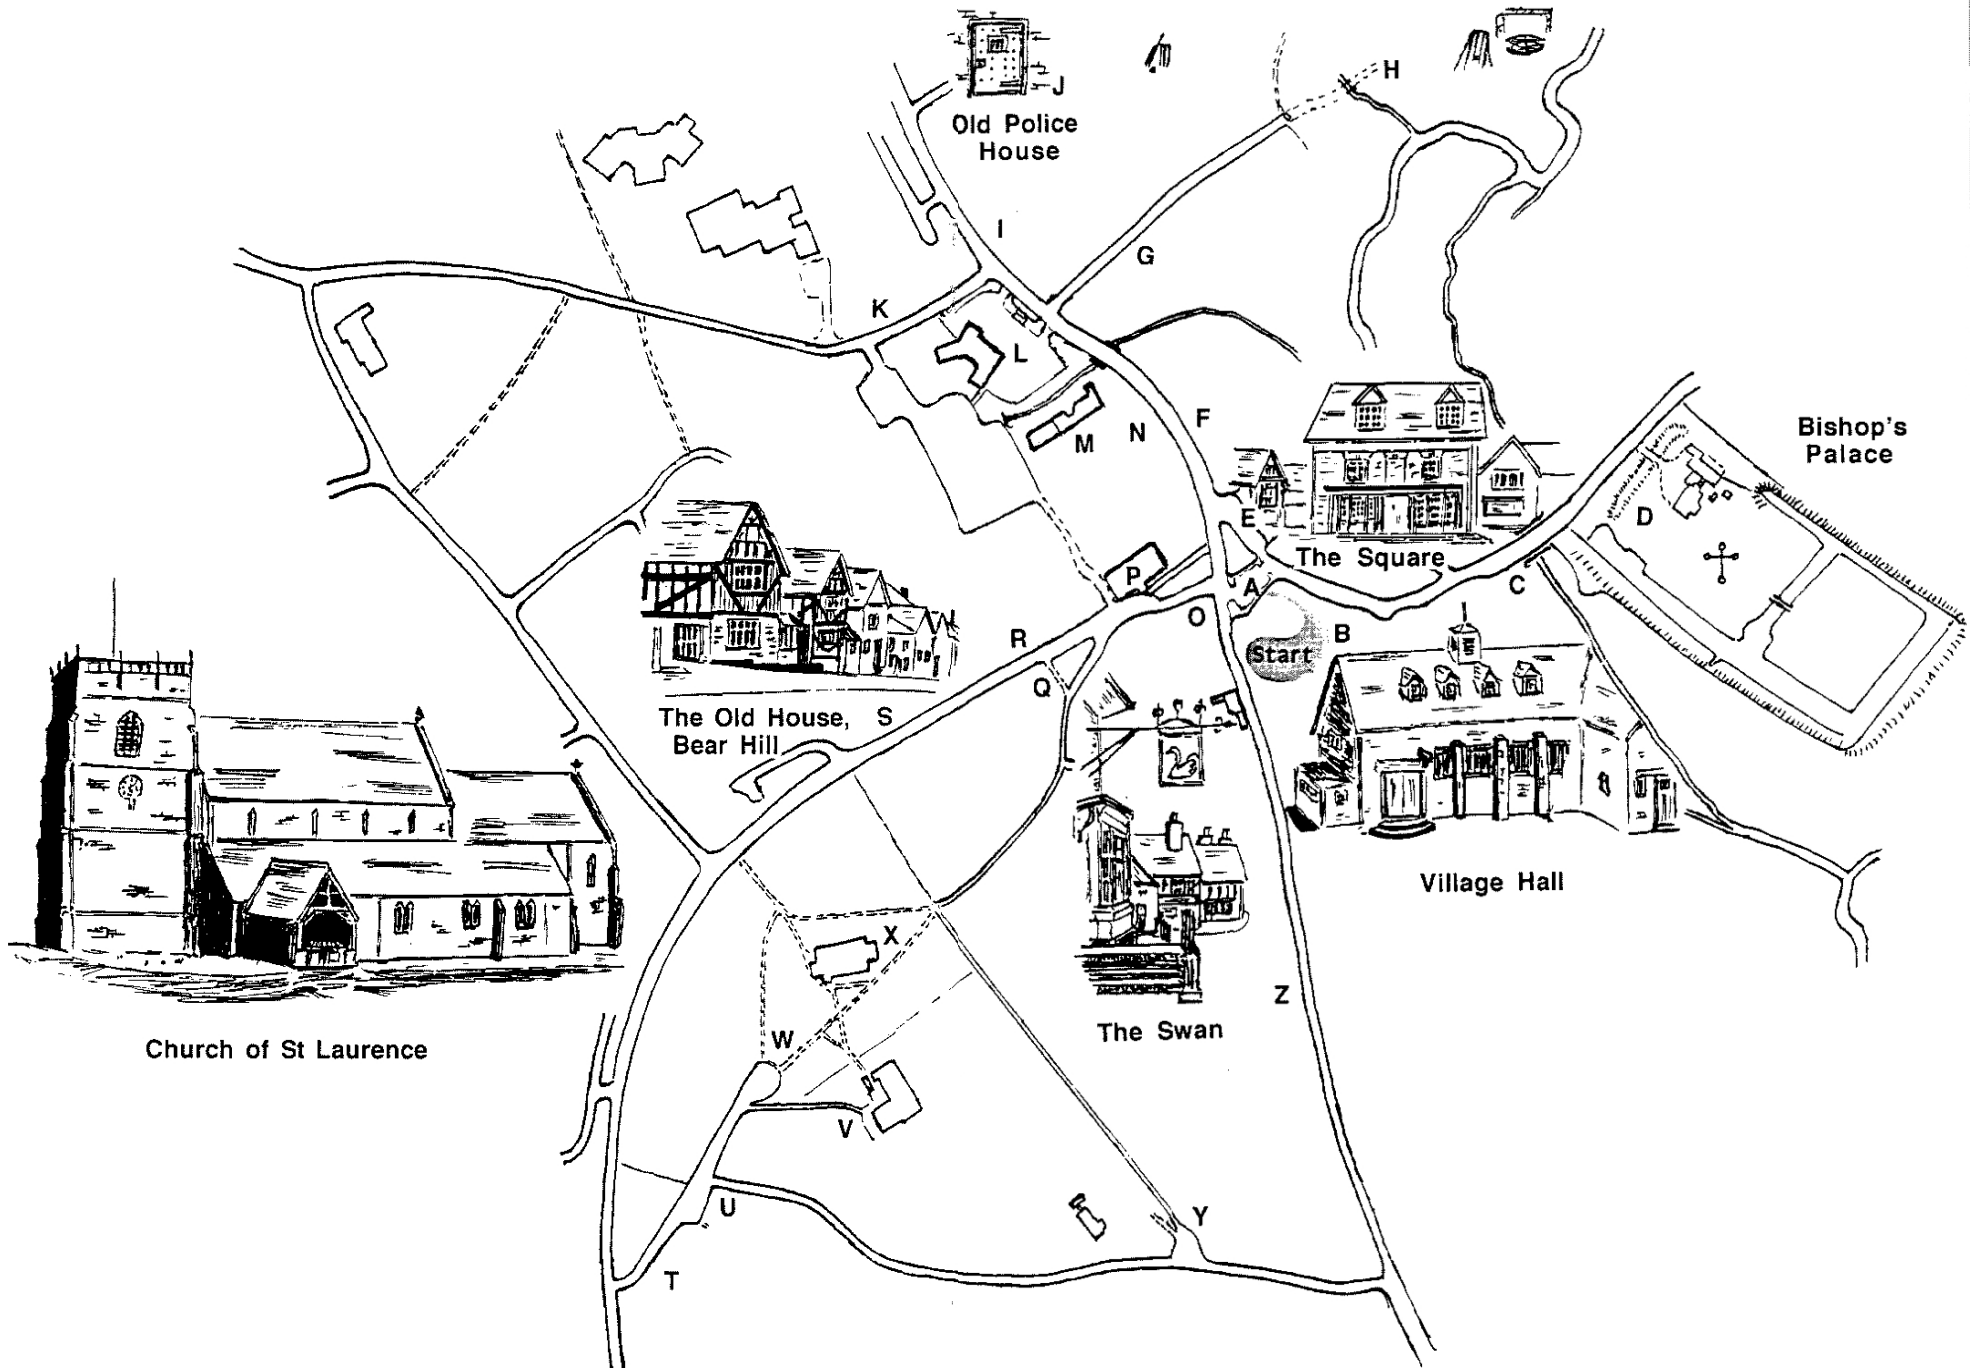 J
Old Police
House
H
I
G
K
L
M
N
F
Bishop's
Palace
D
E
The Square
P
A
C
O
B
Start
R
Q
The Old House,
Bear Hill
S
Village Hall
X
Z
The Swan
W
Church of St Laurence
V
U
Y
T